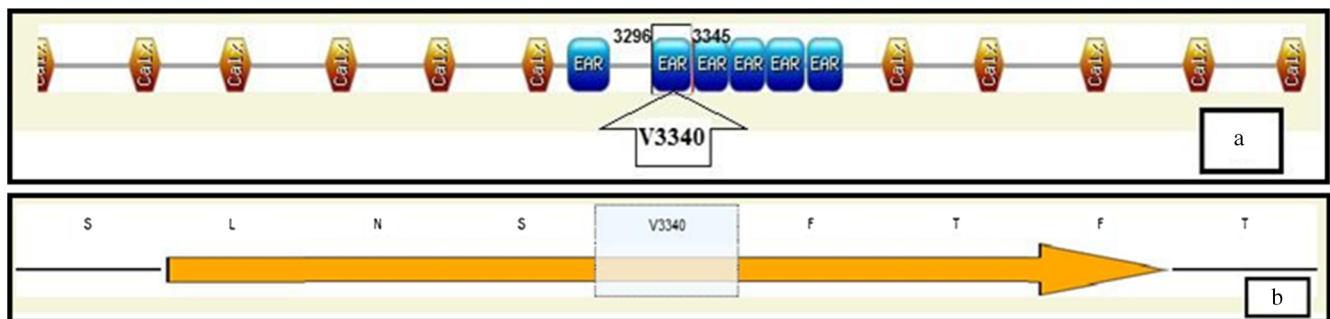 Calx Calx Calx Calx Calx Calx EAR 3296 EAR 3345 EAR EAR EAR EAR Calx Calx Calx Calx Calx
V3340
a
S L N S V3340 F T F T
b